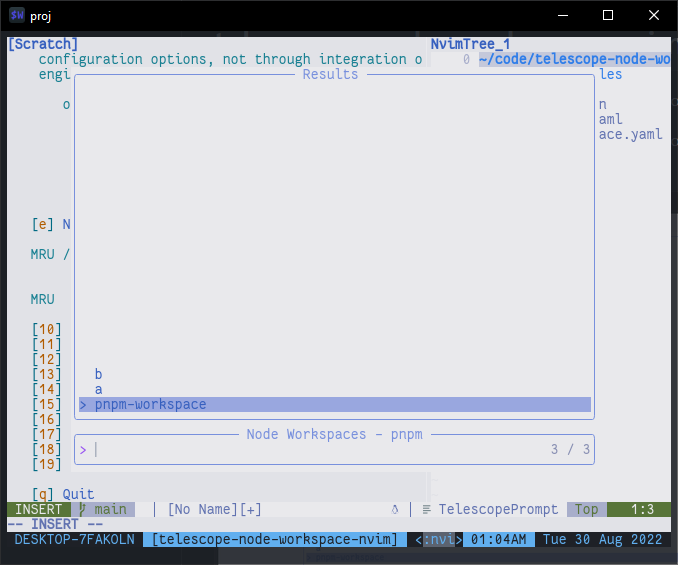 $W proj
[Scratch] NvimTree_1
configuration options, not through integration o 0 ~/code/telescope-node-wo
engi Results les
o n
aml
ace.yaml
[e] N
MRU /
MRU
[10]
[11]
[12]
[13] b
[14] a
[15] > pnpm-workspace
[16]
[17] Node Workspaces - pnpm
[18] > 3 / 3
[19]
[q] Quit
INSERT main | [No Name][+] | TelescopePrompt Top 1:3
-- INSERT --
DESKTOP-7FAKOLN [telescope-node-workspace-nvim] <:nvi> 01:04AM Tue 30 Aug 2022